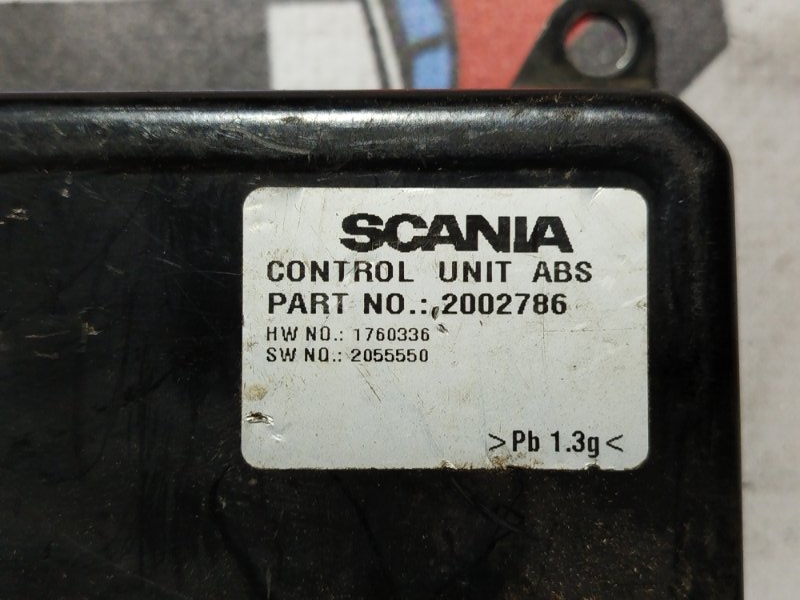 SCANIA
CONTROL UNIT ABS
PART NO.: 2002786
HW NO.: 1760336
SW NO.: 2055550
>Pb 1.3g<